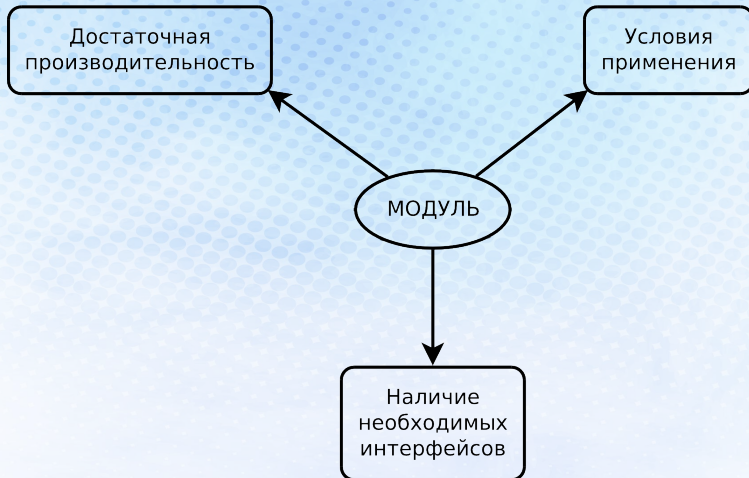 Достаточная
производительность
Условия
применения
МОДУЛЬ
Наличие
необходимых
интерфейсов